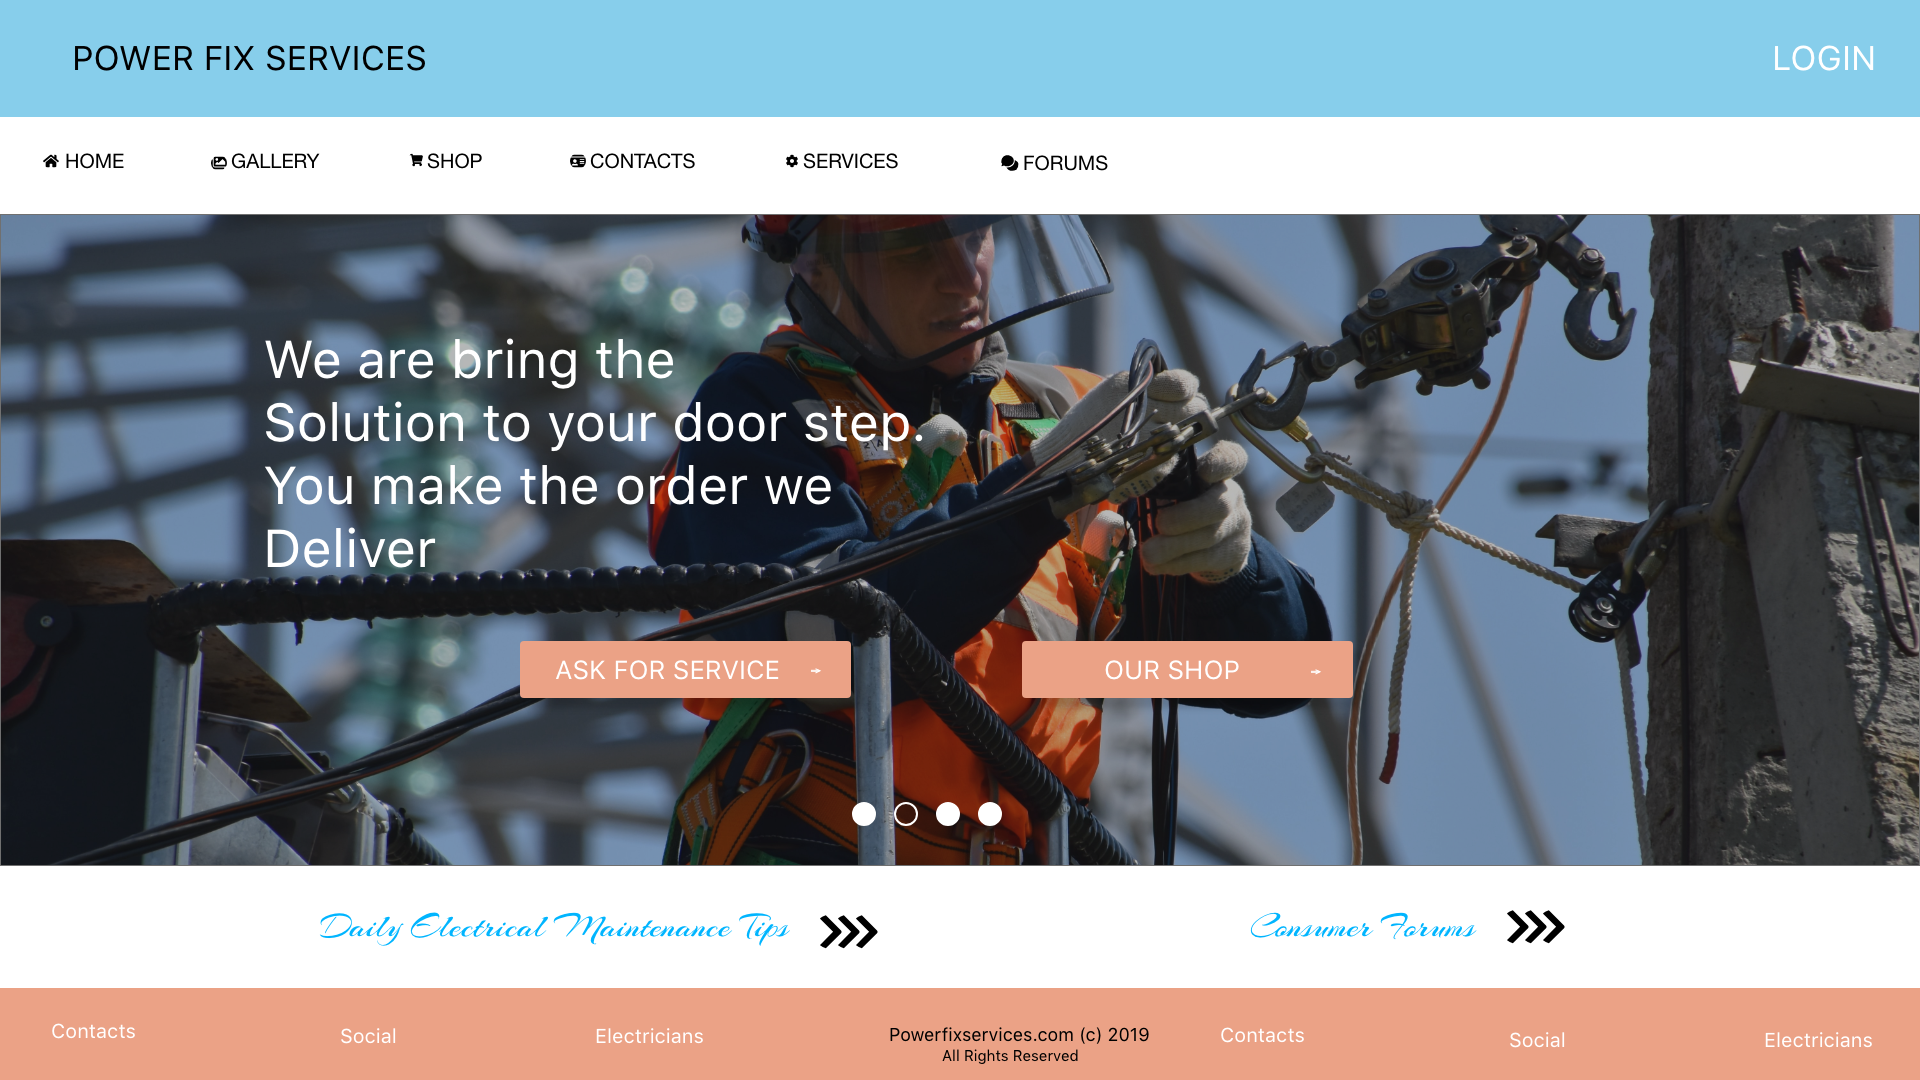 POWER FIX SERVICES
LOGIN
HOME
GALLERY
SHOP
CONTACTS
SERVICES
FORUMS
We are bring the
Solution to your door step.
You make the order we
Deliver
ASK FOR SERVICE
OUR SHOP
Daily Electrical Maintenance Tips
Consumer Forums
Contacts
Social
Electricians
Powerfixservices.com (c) 2019
All Rights Reserved
Contacts
Social
Electricians